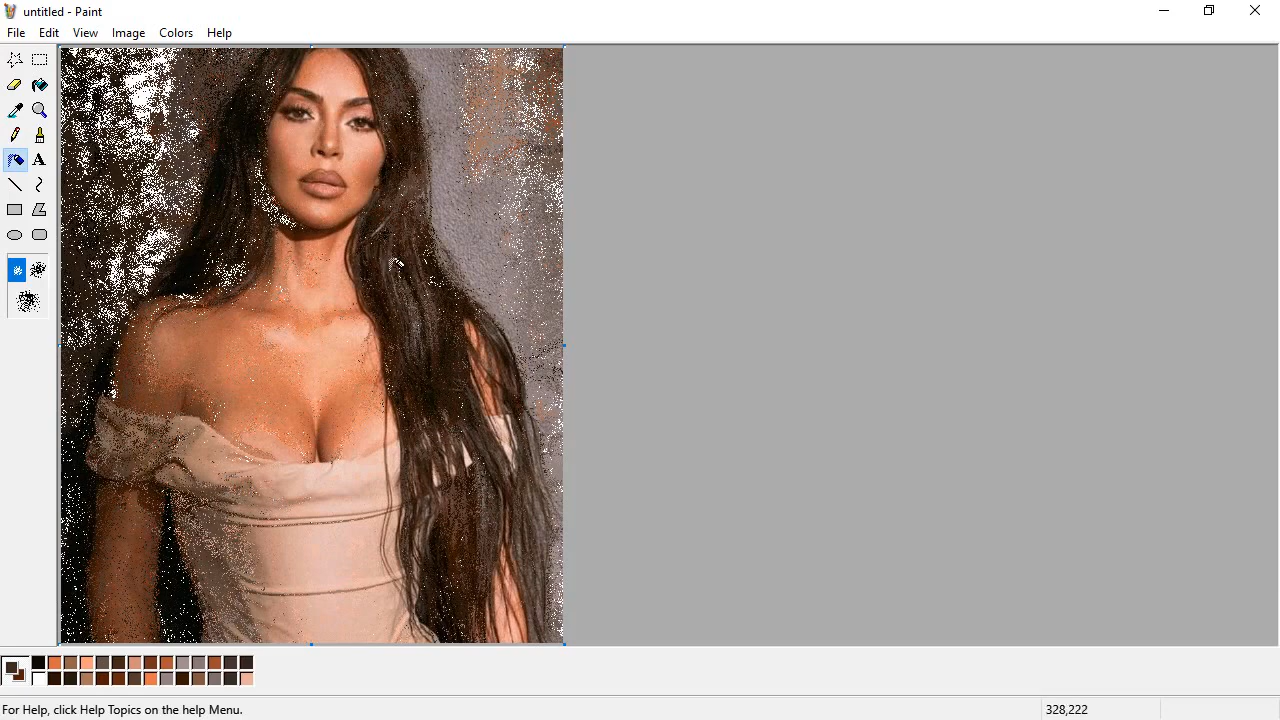 untitled - Paint
File Edit View Image Colors Help
A
For Help, click Help Topics on the help Menu.
328,222